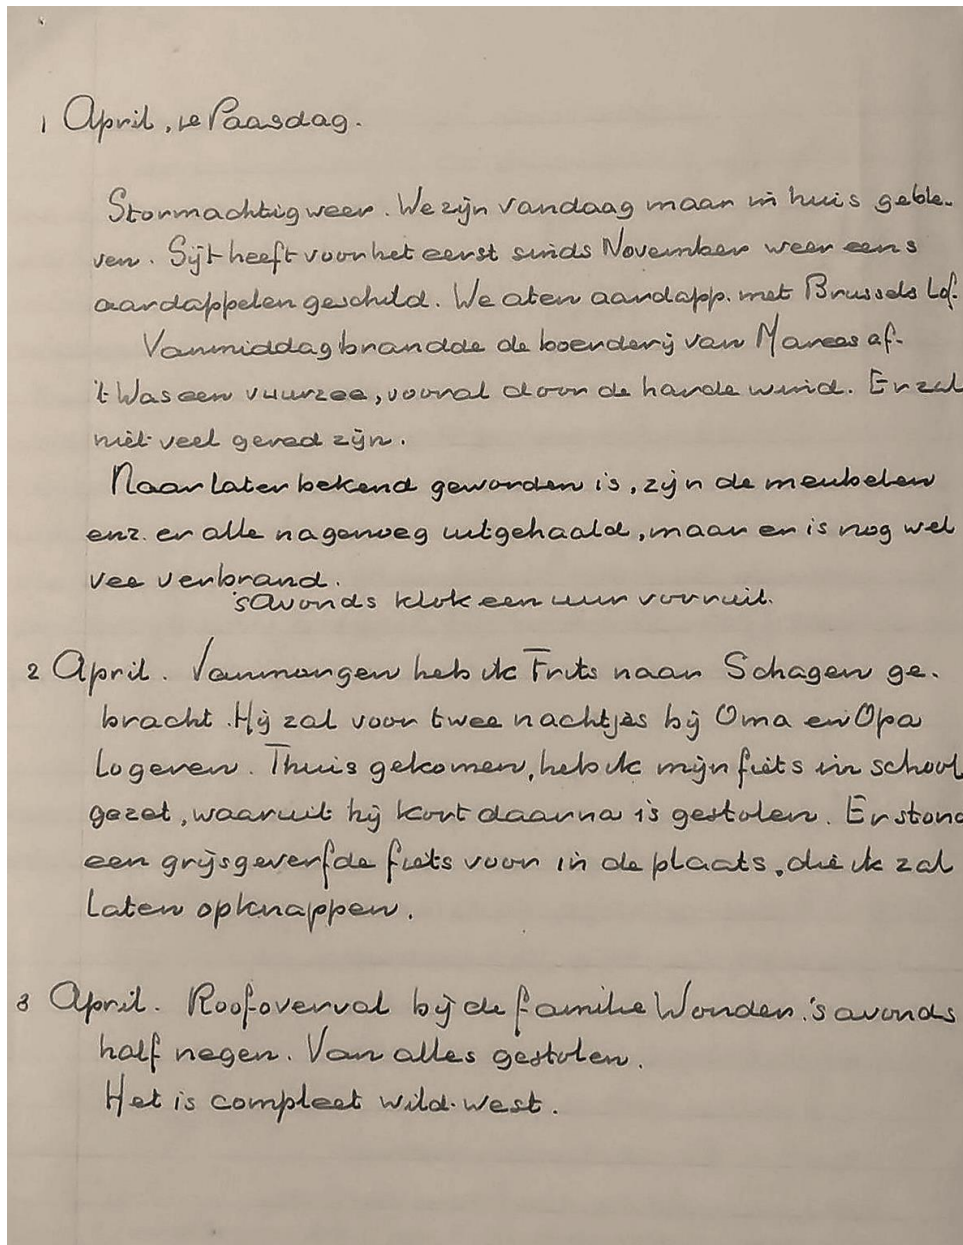 1 April, 1e Paasdag.
Stormachtig weer. We zijn vandaag maar in huis geble-
ven. Sijt heeft voor het eerst sinds November weer eens
aardappelen geschild. We aten aardapp. met Brussels Lof.
Vanmiddag brandde de boerderij van Marees af.
't Was een vuurzee, vooral door de harde wind. Er zal
niet veel gered zijn.
Naar later bekend geworden is, zijn de meubelen
enz. er alle nagenoeg uitgehaald, maar er is nog wel
vee verbrand.
's Avonds klok een uur vooruit.
2 April. Vanmorgen heb ik Frits naar Schagen ge-
bracht. Hij zal voor twee nachtjes bij Oma en Opa
logeren. Thuis gekomen, heb ik mijn fiets in school
gezet, waaruit hij kort daarna is gestolen. Er stond
een grijsgeverfde fiets voor in de plaats, die ik zal
laten opknappen.
3 April. Roofoverval bij de familie Wonder. 's avonds
half negen. Van alles gestolen.
Het is compleet wild-west.